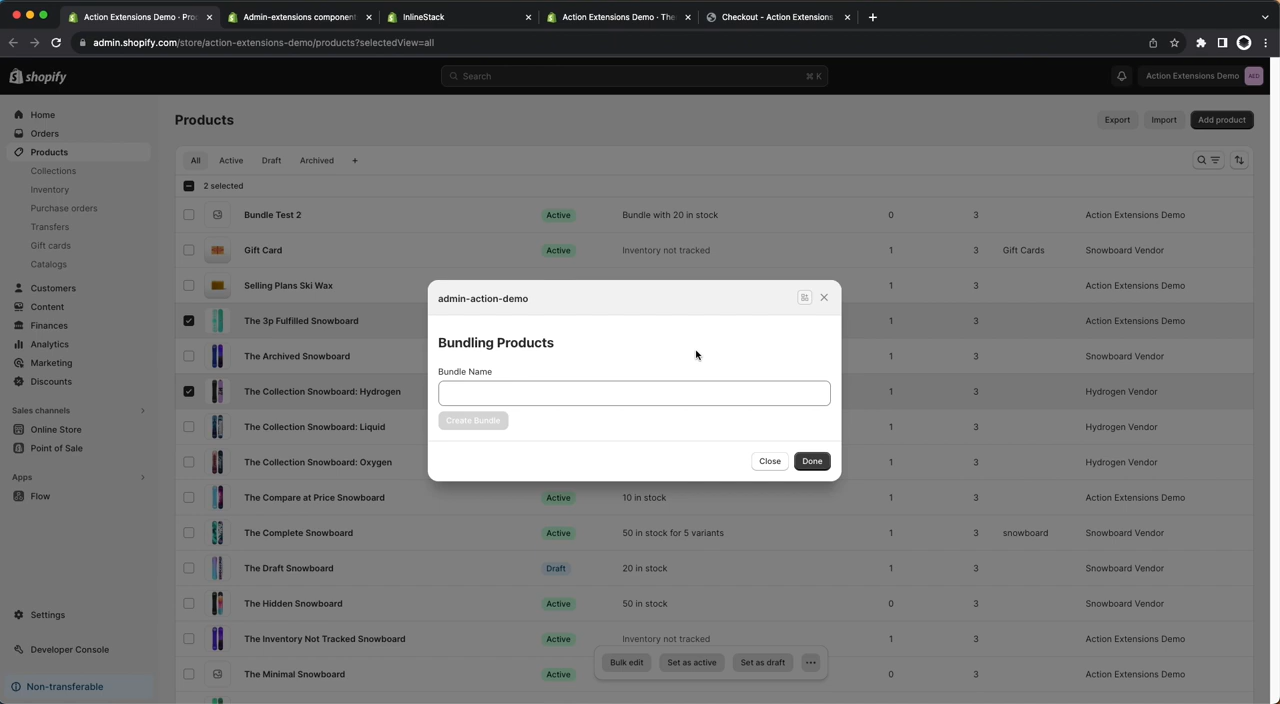 Action Extensions Demo · Pro
Admin-extensions component
InlineStack
Action Extensions Demo · The
Checkout - Action Extensions
admin.shopify.com/store/action-extensions-demo/products?selectedView=all
shopify
Search
⌘ K
Action Extensions Demo
AED
Home
Orders
Products
Collections
Inventory
Purchase orders
Transfers
Gift cards
Catalogs
Customers
Content
Finances
Analytics
Marketing
Discounts
Sales channels
Online Store
Point of Sale
Apps
Flow
Settings
Developer Console
Non-transferable
Products
Export Import Add product
All Active Draft Archived +
2 selected
Bundle Test 2 Active Bundle with 20 in stock 0 3 Action Extensions Demo
Gift Card Active Inventory not tracked 1 3 Gift Cards Snowboard Vendor
Selling Plans Ski Wax 1 3 Action Extensions Demo
The 3p Fulfilled Snowboard 1 3 Action Extensions Demo
The Archived Snowboard 1 3 Snowboard Vendor
The Collection Snowboard: Hydrogen 1 3 Hydrogen Vendor
The Collection Snowboard: Liquid 1 3 Hydrogen Vendor
The Collection Snowboard: Oxygen 1 3 Hydrogen Vendor
The Compare at Price Snowboard Active 10 in stock 1 3 Action Extensions Demo
The Complete Snowboard Active 50 in stock for 5 variants 1 3 snowboard Snowboard Vendor
The Draft Snowboard Draft 20 in stock 1 3 Snowboard Vendor
The Hidden Snowboard Active 50 in stock 0 3 Snowboard Vendor
The Inventory Not Tracked Snowboard Active Inventory not tracked 1 3 Action Extensions Demo
The Minimal Snowboard Active 0 3 Snowboard Vendor
Bulk edit Set as active Set as draft
admin-action-demo
Bundling Products
Bundle Name
Create Bundle
Close Done